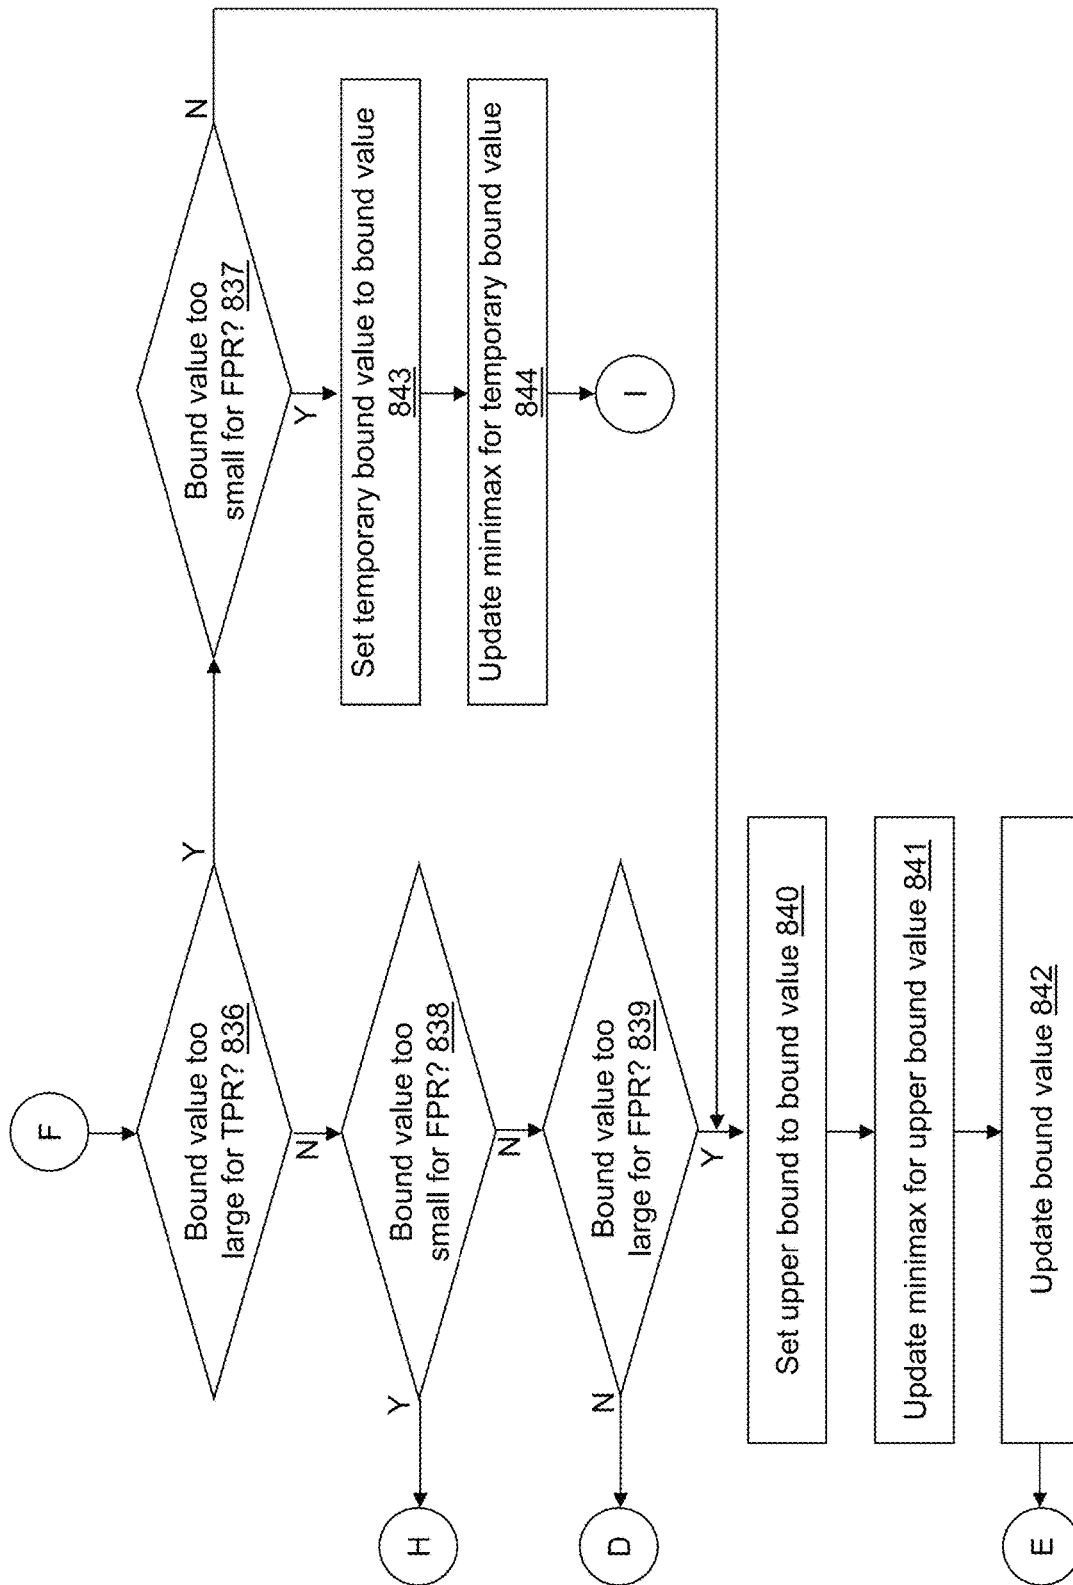 F
Bound value too
large for TPR? 836
Y
N
Bound value too
small for FPR? 837
N
Y
Set temporary bound value to bound value
843
Update minimax for temporary bound value
844
I
Bound value too
small for FPR? 838
Y
N
H
Bound value too
large for FPR? 839
N
Y
D
Set upper bound to bound value 840
Update minimax for upper bound value 841
Update bound value 842
E